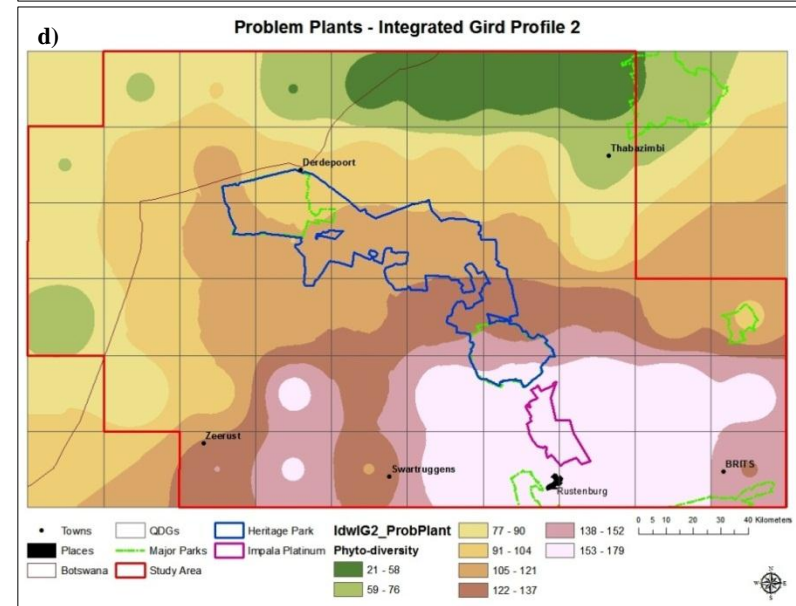 d)
Problem Plants - Integrated Gird Profile 2
Thabazimbi
Derdepoort
Zeerust
Swartruggens
BRITS
Rustenburg
Towns
QDGs
Heritage Park
IdwIG2_ProbPlant
77 - 90
138 - 152
0 5 10 20 30 40 Kilometers
Places
Major Parks
Impala Platinum
Phyto-diversity
91 - 104
153 - 179
Botswana
Study Area
21 - 58
105 - 121
59 - 76
122 - 137
N
W
E
S